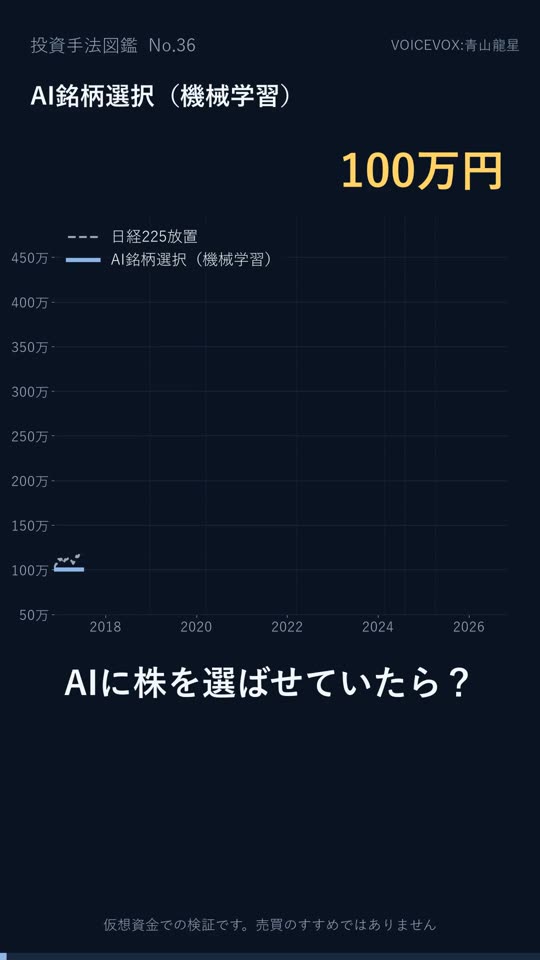 投資手法図鑑 No.36
VOICEVOX:青山龍星
AI銘柄選択（機械学習）
100万円
日経225放置
AI銘柄選択（機械学習）
450万
400万
350万
300万
250万
200万
150万
100万
50万
2018 2020 2022 2024 2026
AIに株を選ばせていたら？
仮想資金での検証です。売買のすすめではありません